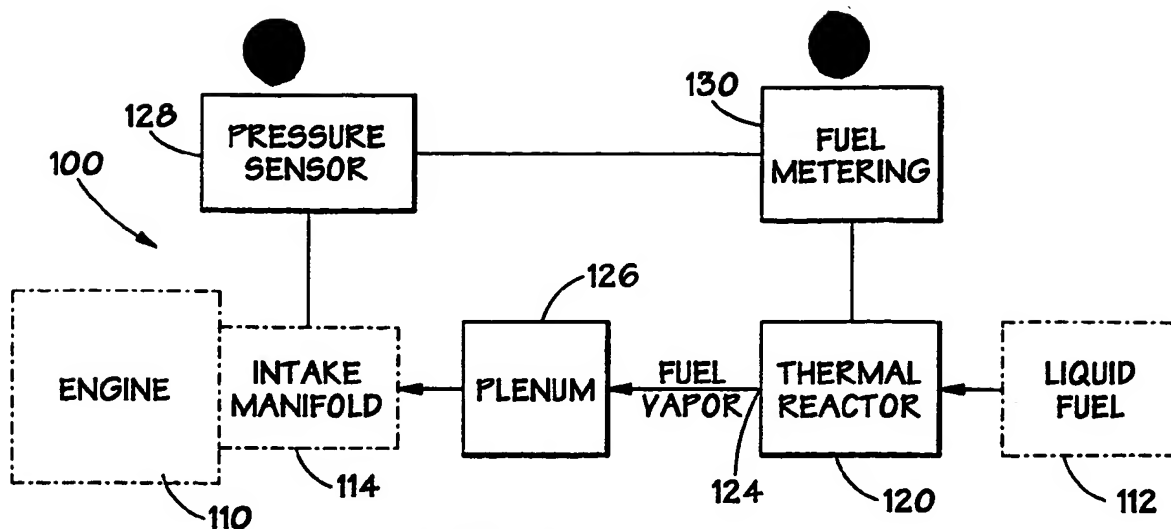 128
PRESSURE
SENSOR
130
FUEL
METERING
100
126
ENGINE
INTAKE
MANIFOLD
PLENUM
FUEL
VAPOR
THERMAL
REACTOR
LIQUID
FUEL
110
114
124
120
112